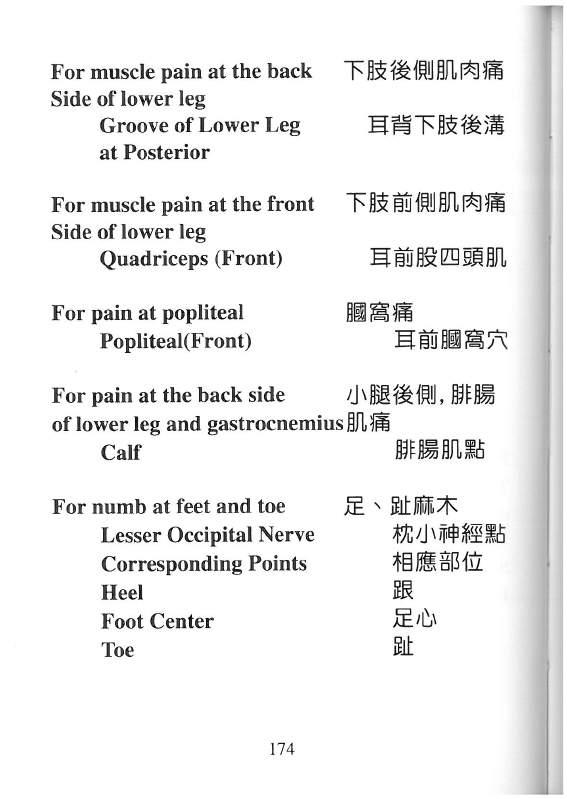 For muscle pain at the back 下肢後側肌肉痛
Side of lower leg
Groove of Lower Leg 耳背下肢後溝
at Posterior
For muscle pain at the front 下肢前側肌肉痛
Side of lower leg
Quadriceps (Front) 耳前股四頭肌
For pain at popliteal 膕窩痛
Popliteal(Front) 耳前膕窩穴
For pain at the back side 小腿後側,腓腸
of lower leg and gastrocnemius 肌痛
Calf 腓腸肌點
For numb at feet and toe 足、趾麻木
Lesser Occipital Nerve 枕小神經點
Corresponding Points 相應部位
Heel 跟
Foot Center 足心
Toe 趾
174